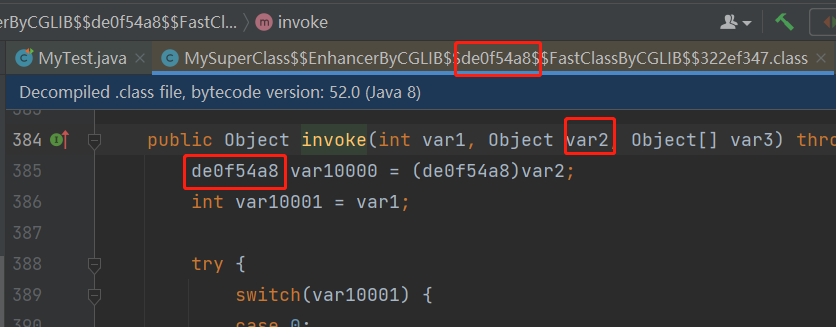 erByCGLIB$$de0f54a8$$FastCl... › m invoke
MyTest.java × MySuperClass$$EnhancerByCGLIB$$de0f54a8$$FastClassByCGLIB$$322ef347.class ×
Decompiled .class file, bytecode version: 52.0 (Java 8)
384 public Object invoke(int var1, Object var2, Object[] var3) thro
385 de0f54a8 var10000 = (de0f54a8)var2;
386 int var10001 = var1;
387
388 try {
389 switch(var10001) {
case 0: